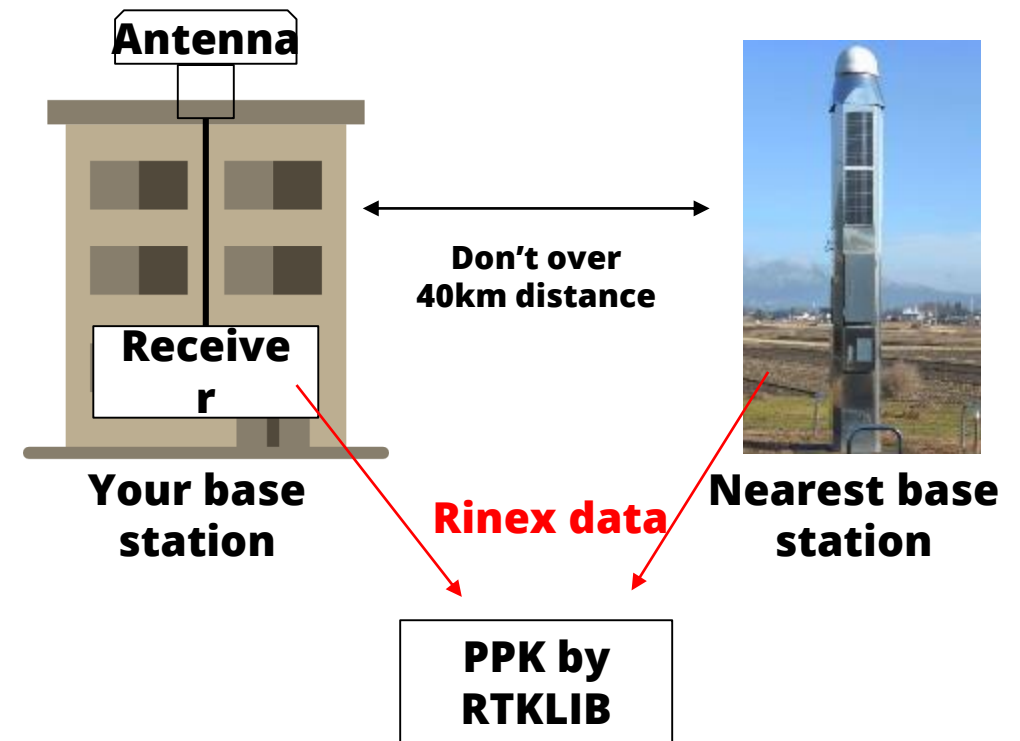 Antenna
Don’t over
40km distance
Receive
r
Your base
station
Nearest base
station
Rinex data
PPK by
RTKLIB